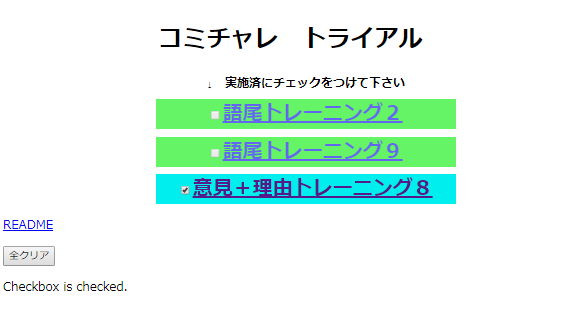 コミチャレ　トライアル
↓　実施済にチェックをつけて下さい
語尾トレーニング２
語尾トレーニング９
意見＋理由トレーニング８
README
全クリア
Checkbox is checked.